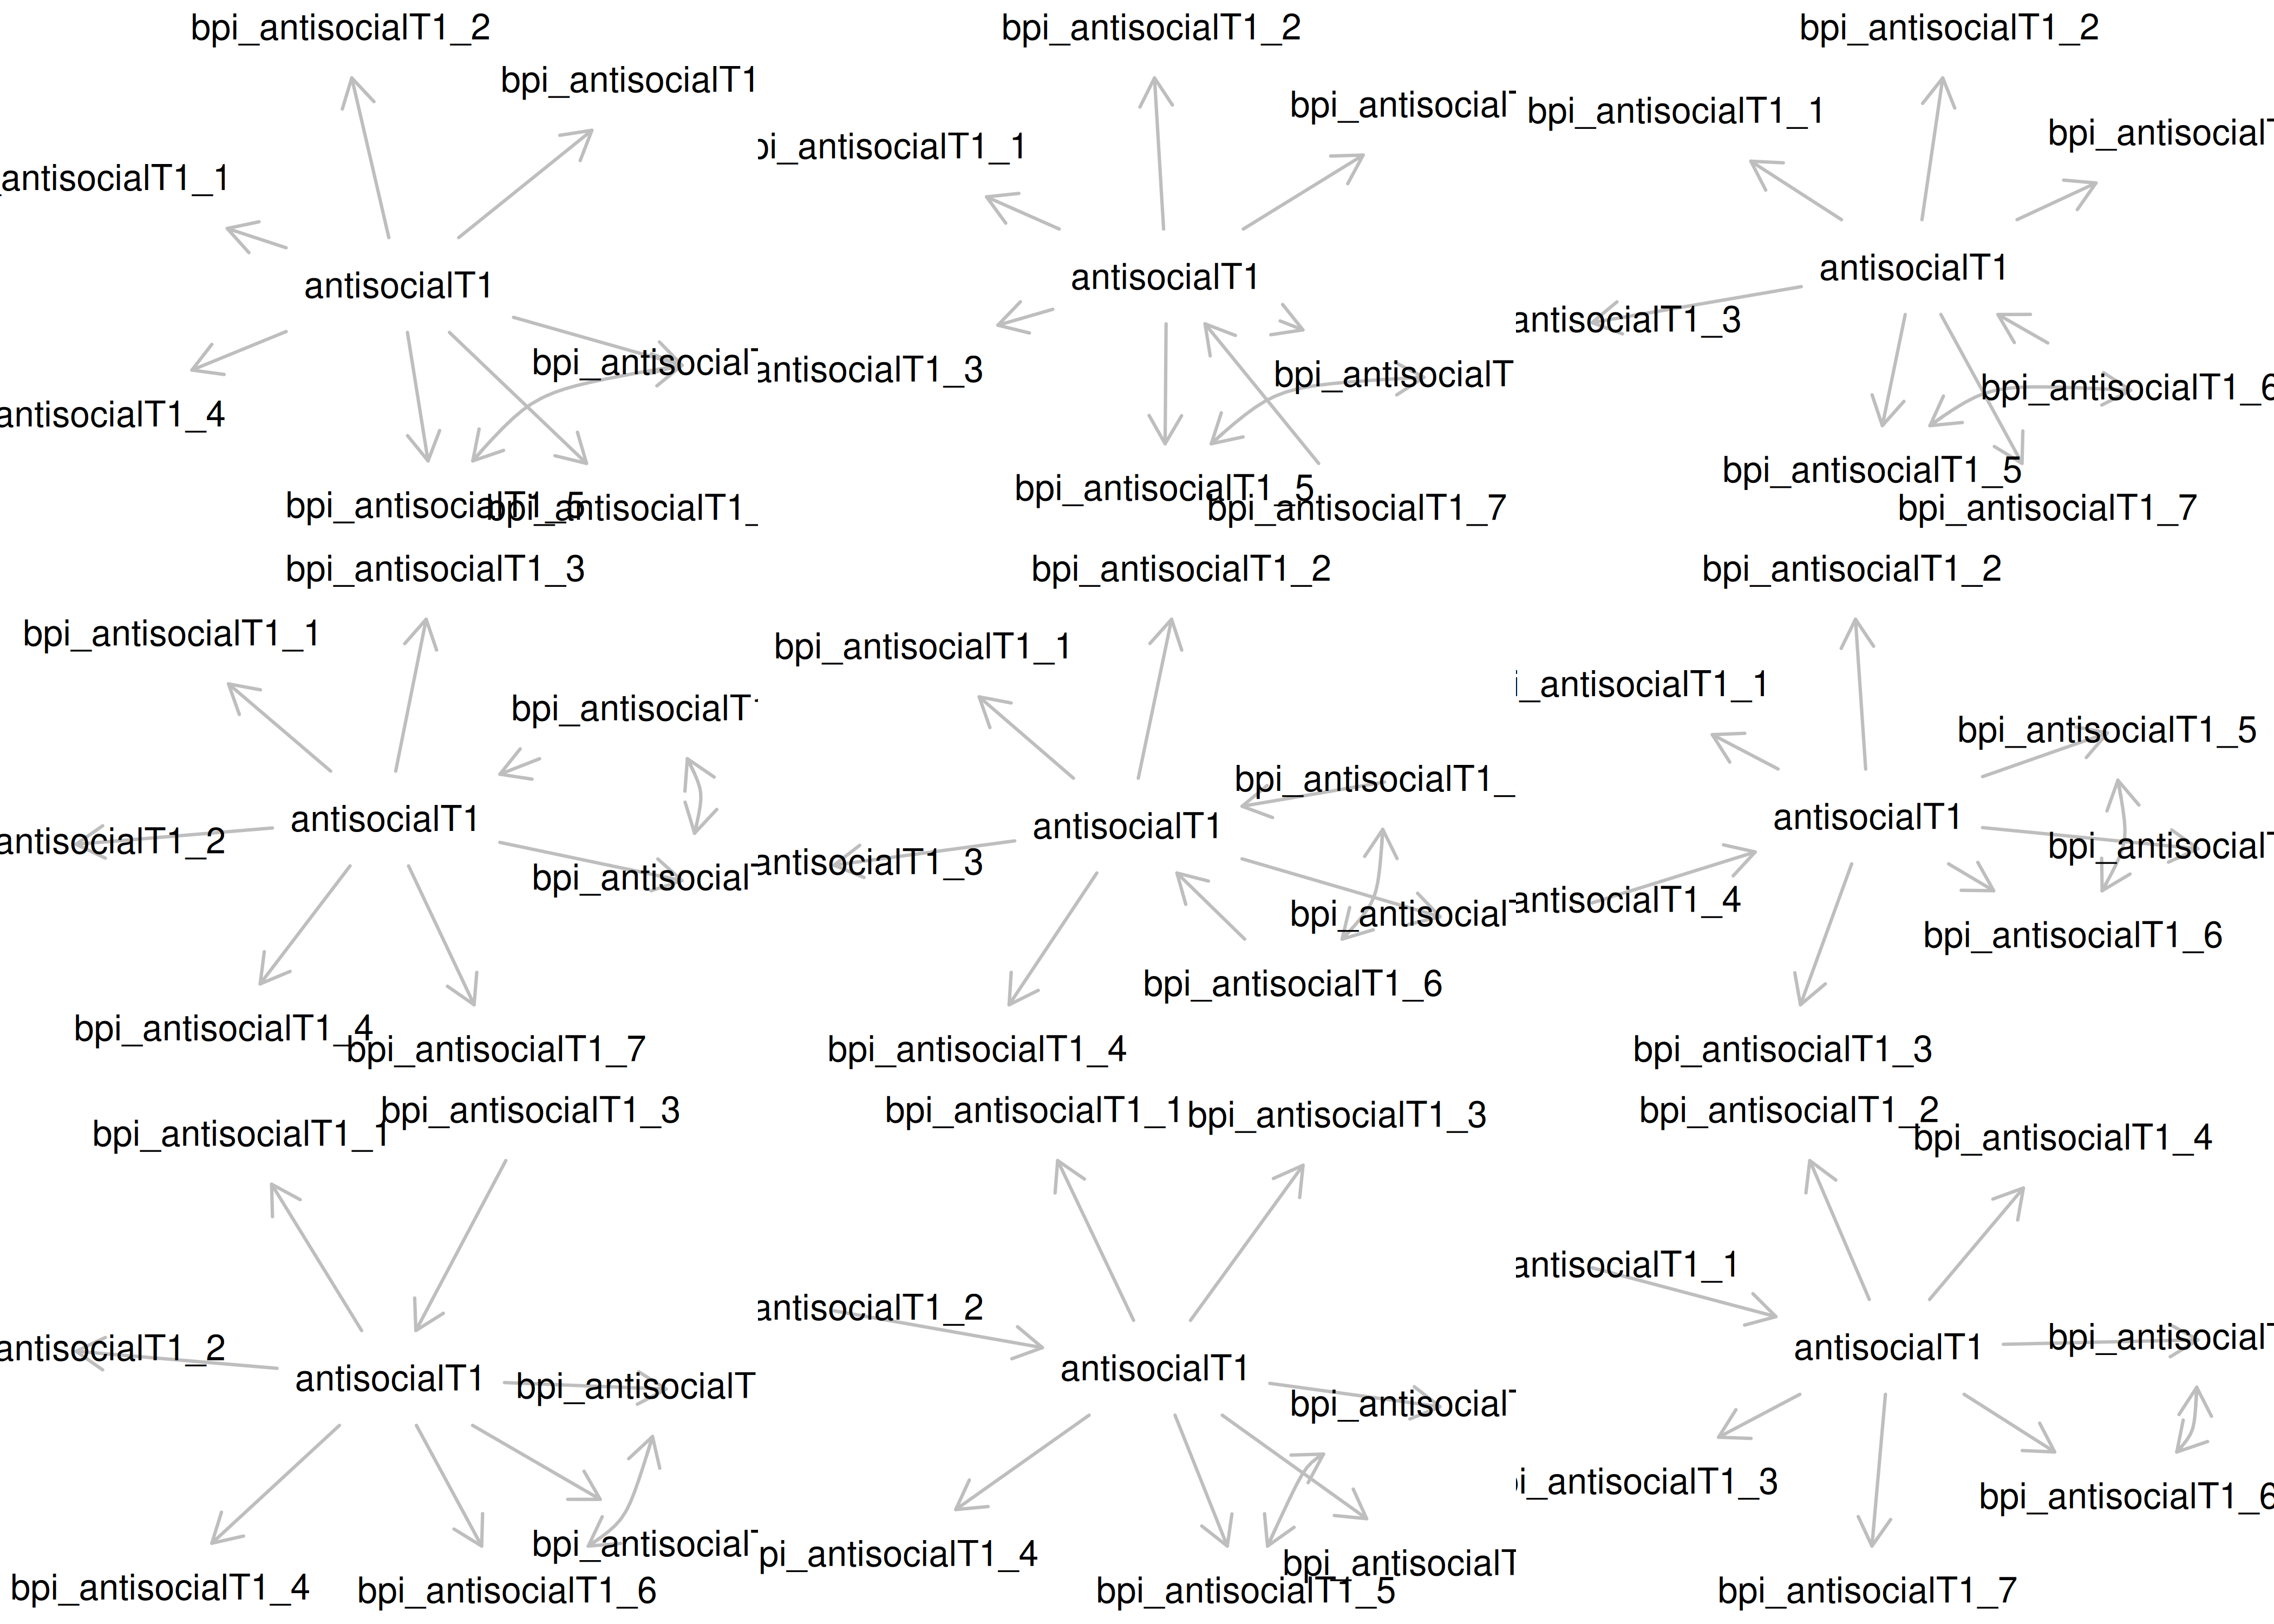 bpi_antisocialT1_2
bpi_antisocialT1
_antisocialT1_1
antisocialT1
bpi_antisocial
antisocialT1_4
bpi_antisocialT1_5
bpi_antisocialT1_
bpi_antisocialT1_2
bpi_antisocial
pi_antisocialT1_1
antisocialT1
antisocialT1_3
bpi_antisocialT
bpi_antisocialT1_5
bpi_antisocialT1_7
bpi_antisocialT1_2
bpi_antisocialT1_1
bpi_antisocial
antisocialT1
antisocialT1_3
bpi_antisocialT1_6
bpi_antisocialT1_5
bpi_antisocialT1_7
bpi_antisocialT1_3
bpi_antisocialT1_1
bpi_antisocialT
antisocialT1
antisocialT1_2
bpi_antisocial
bpi_antisocialT1_4
bpi_antisocialT1_7
bpi_antisocialT1_2
bpi_antisocialT1_1
bpi_antisocialT1_
antisocialT1
antisocialT1_3
bpi_antisocial
bpi_antisocialT1_6
bpi_antisocialT1_4
bpi_antisocialT1_2
i_antisocialT1_1
bpi_antisocialT1_5
antisocialT1
bpi_antisocial
antisocialT1_4
bpi_antisocialT1_6
bpi_antisocialT1_3
bpi_antisocialT1_3
bpi_antisocialT1_1
antisocialT1_2
antisocialT1
bpi_antisocialT
bpi_antisocial
bpi_antisocialT1_4
bpi_antisocialT1_6
bpi_antisocialT1_1
bpi_antisocialT1_3
antisocialT1_2
antisocialT1
bpi_antisocial
pi_antisocialT1_4
bpi_antisocialT
bpi_antisocialT1_5
bpi_antisocialT1_2
bpi_antisocialT1_4
antisocialT1_1
bpi_antisocial
antisocialT1
pi_antisocialT1_3
bpi_antisocialT1_6
bpi_antisocialT1_7